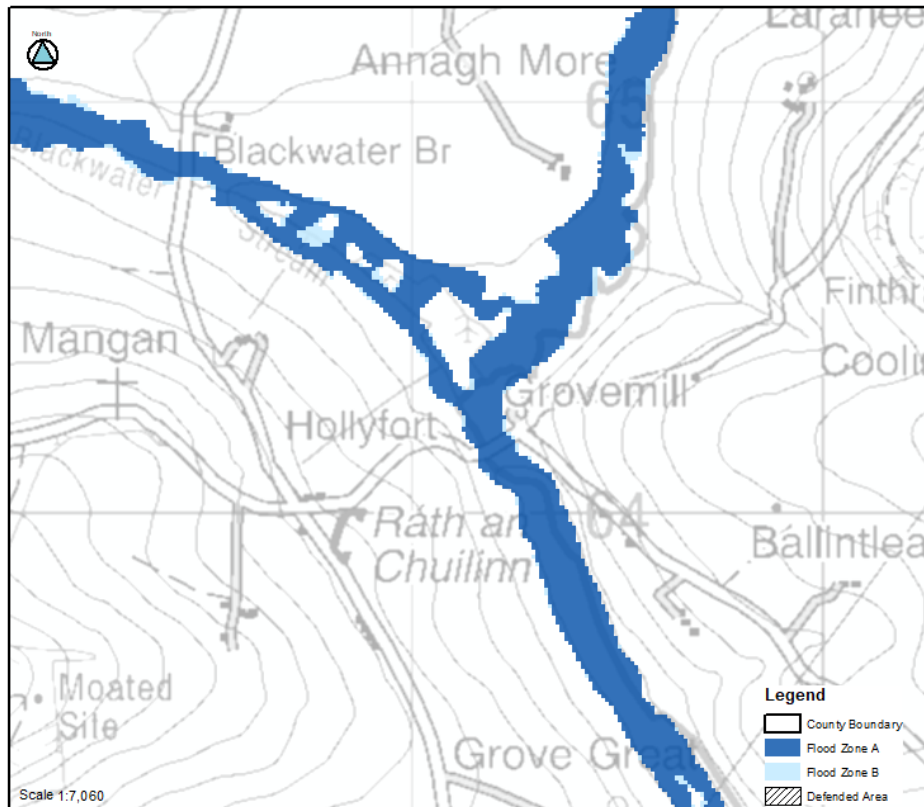 North
Annagh More
65
Blackwater Br
Blackwater
Stream
Mangan
Hollyfort
Grovemill
64
Ráth an
Chuilinn
Moated
Site
Grove Great
Legend
County Boundary
Flood Zone A
Flood Zone B
Defended Area
Scale 1:7,060